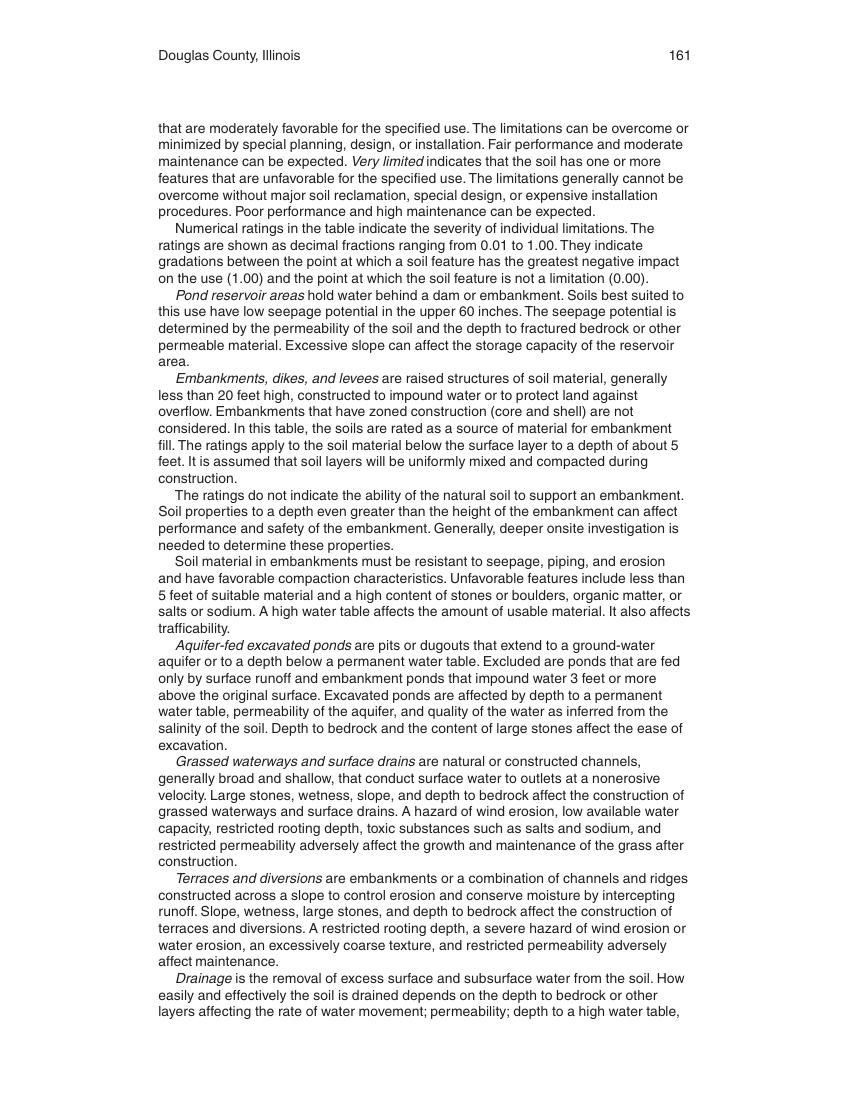 Douglas County, Illinois 161
that are moderately favorable for the specified use. The limitations can be overcome or
minimized by special planning, design, or installation. Fair performance and moderate
maintenance can be expected. Very limited indicates that the soil has one or more
features that are unfavorable for the specified use. The limitations generally cannot be
overcome without major soil reclamation, special design, or expensive installation
procedures. Poor performance and high maintenance can be expected.
Numerical ratings in the table indicate the severity of individual limitations. The
ratings are shown as decimal fractions ranging from 0.01 to 1.00. They indicate
gradations between the point at which a soil feature has the greatest negative impact
on the use (1.00) and the point at which the soil feature is not a limitation (0.00).
Pond reservoir areas hold water behind a dam or embankment. Soils best suited to
this use have low seepage potential in the upper 60 inches. The seepage potential is
determined by the permeability of the soil and the depth to fractured bedrock or other
permeable material. Excessive slope can affect the storage capacity of the reservoir
area.
Embankments, dikes, and levees are raised structures of soil material, generally
less than 20 feet high, constructed to impound water or to protect land against
overflow. Embankments that have zoned construction (core and shell) are not
considered. In this table, the soils are rated as a source of material for embankment
fill. The ratings apply to the soil material below the surface layer to a depth of about 5
feet. It is assumed that soil layers will be uniformly mixed and compacted during
construction.
The ratings do not indicate the ability of the natural soil to support an embankment.
Soil properties to a depth even greater than the height of the embankment can affect
performance and safety of the embankment. Generally, deeper onsite investigation is
needed to determine these properties.
Soil material in embankments must be resistant to seepage, piping, and erosion
and have favorable compaction characteristics. Unfavorable features include less than
5 feet of suitable material and a high content of stones or boulders, organic matter, or
salts or sodium. A high water table affects the amount of usable material. It also affects
trafficability.
Aquifer-fed excavated ponds are pits or dugouts that extend to a ground-water
aquifer or to a depth below a permanent water table. Excluded are ponds that are fed
only by surface runoff and embankment ponds that impound water 3 feet or more
above the original surface. Excavated ponds are affected by depth to a permanent
water table, permeability of the aquifer, and quality of the water as inferred from the
salinity of the soil. Depth to bedrock and the content of large stones affect the ease of
excavation.
Grassed waterways and surface drains are natural or constructed channels,
generally broad and shallow, that conduct surface water to outlets at a nonerosive
velocity. Large stones, wetness, slope, and depth to bedrock affect the construction of
grassed waterways and surface drains. A hazard of wind erosion, low available water
capacity, restricted rooting depth, toxic substances such as salts and sodium, and
restricted permeability adversely affect the growth and maintenance of the grass after
construction.
Terraces and diversions are embankments or a combination of channels and ridges
constructed across a slope to control erosion and conserve moisture by intercepting
runoff. Slope, wetness, large stones, and depth to bedrock affect the construction of
terraces and diversions. A restricted rooting depth, a severe hazard of wind erosion or
water erosion, an excessively coarse texture, and restricted permeability adversely
affect maintenance.
Drainage is the removal of excess surface and subsurface water from the soil. How
easily and effectively the soil is drained depends on the depth to bedrock or other
layers affecting the rate of water movement; permeability; depth to a high water table,